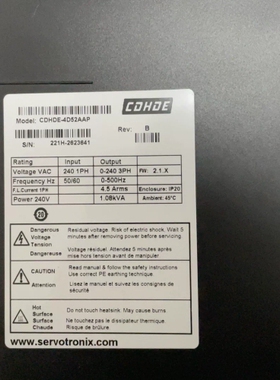 CDHDE
Model: CDHDE-4D52AAP
Rev: B
S/N: 221H-2623841
Rating Input Output
Voltage VAC 240 1PH 0-240 3PH FW. 2.1.X
Frequency Hz 50/60 0-500Hz
F.L.Current 1PH 4.5 Arms Enclosure: IP20
Power 240V 1.08kVA Ambient: 45°C
20
Dangerous Voltage Tension Dangerause
Voltage residual. Risk of electric shock. Wait 5
minutes after removing power before servicing.
Voltage résiduel. Attendez 5 minutes après
mise hors tension avant de manipuler.
CAUTION Attention
Read manual & follow the safety instructions
Use correct PE earthing technique.
Lisez le manuel et suivez les consignes de
sécurité
Hot Surface Surface Chaude
Do not touch heatsink. May cause burns
Ne touchez pas le dissipateur thermique
Risque de brûlure.
www.servotronix.com